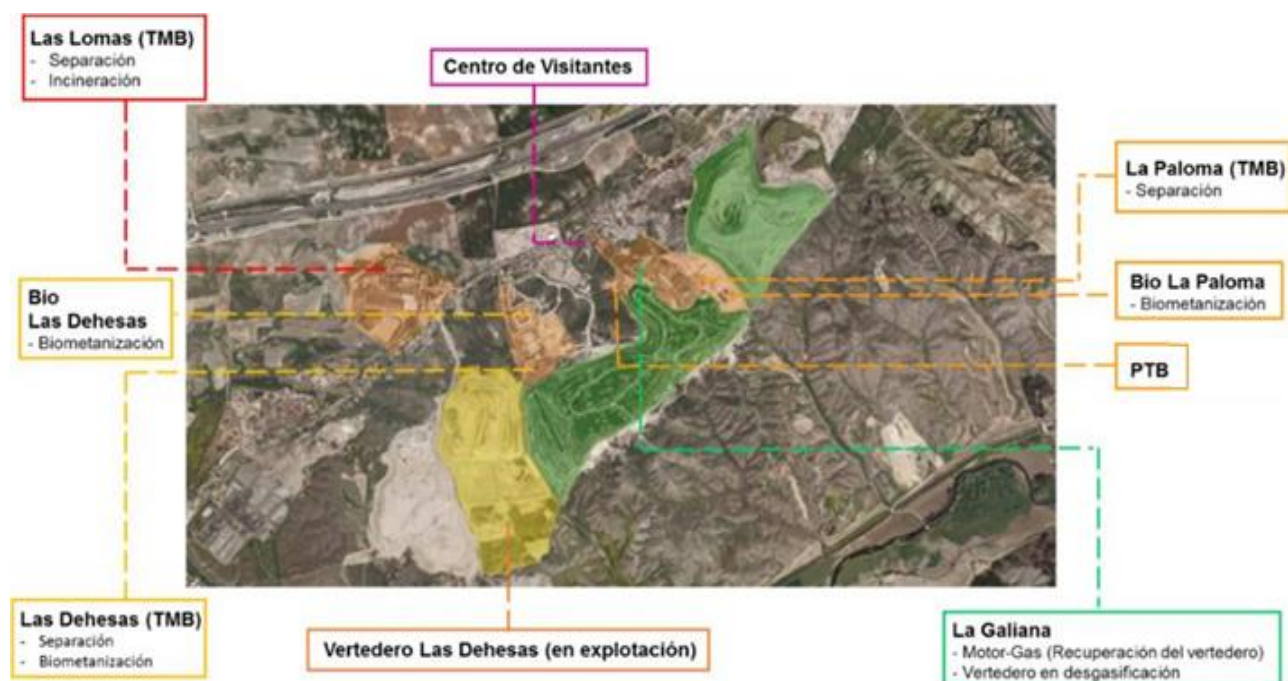 Las Lomas (TMB)
- Separación
- Incineración
Centro de Visitantes
La Paloma (TMB)
- Separación
Bio
Las Dehesas
- Biometanización
Bio La Paloma
- Biometanización
PTB
Las Dehesas (TMB)
- Separación
- Biometanización
Vertedero Las Dehesas (en explotación)
La Galiana
- Motor-Gas (Recuperación del vertedero)
- Vertedero en desgasificación